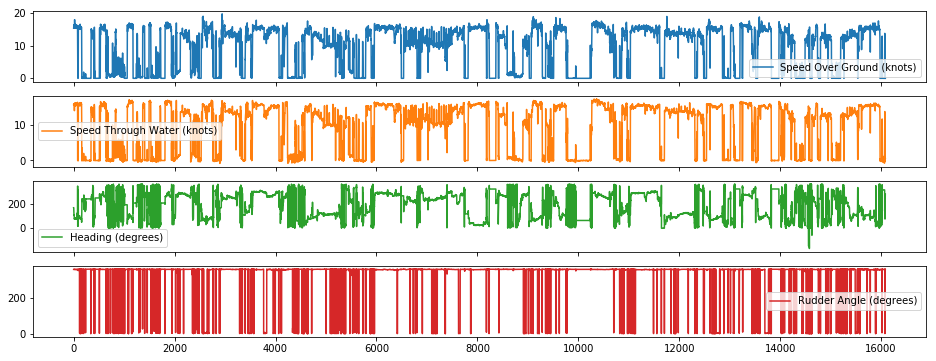 20
10
0
Speed Over Ground (knots)
10
0
Speed Through Water (knots)
200
0
Heading (degrees)
200
0
Rudder Angle (degrees)
0 2000 4000 6000 8000 10000 12000 14000 16000